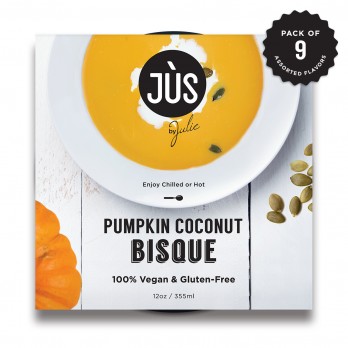 PACK OF
9
ASSORTED FLAVORS
JÙS
by Julie
Enjoy Chilled or Hot
PUMPKIN COCONUT
BISQUE
100% Vegan & Gluten-Free
12oz / 355ml